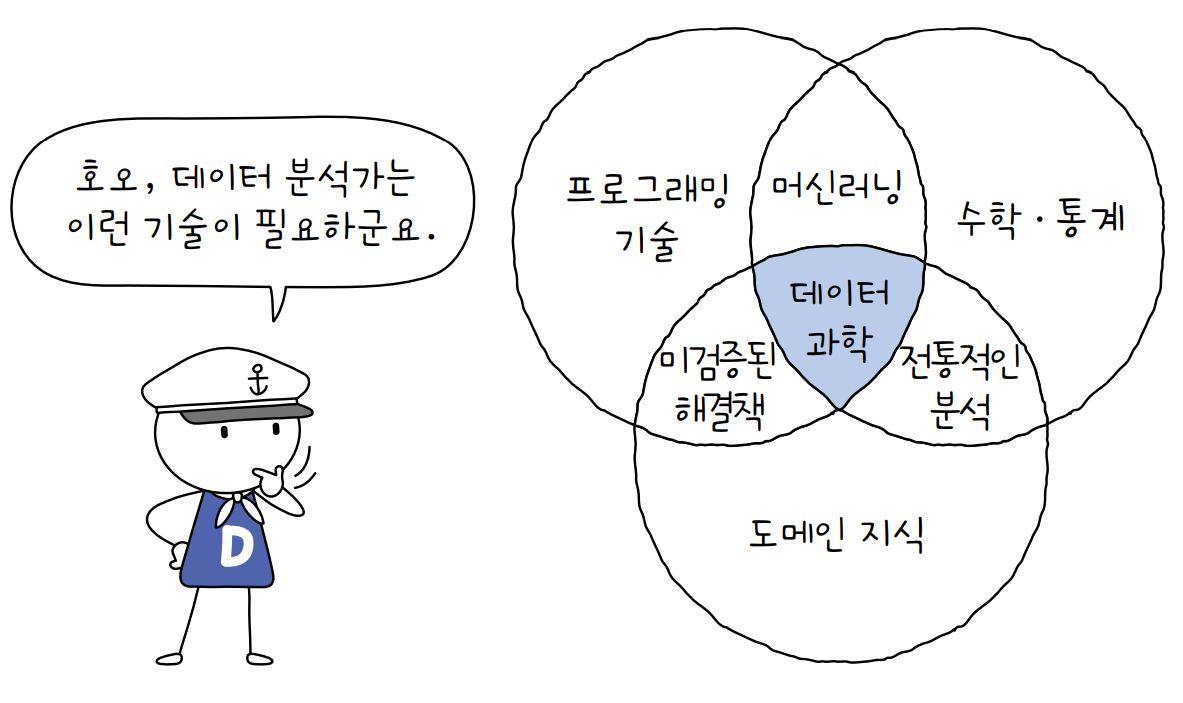 호오, 데이터 분석가는
이런 기술이 필요하군요.
D
프로그래밍
기술
머신러닝
수학·통계
데이터
과학
미검증된
해결책
전통적인
분석
도메인 지식